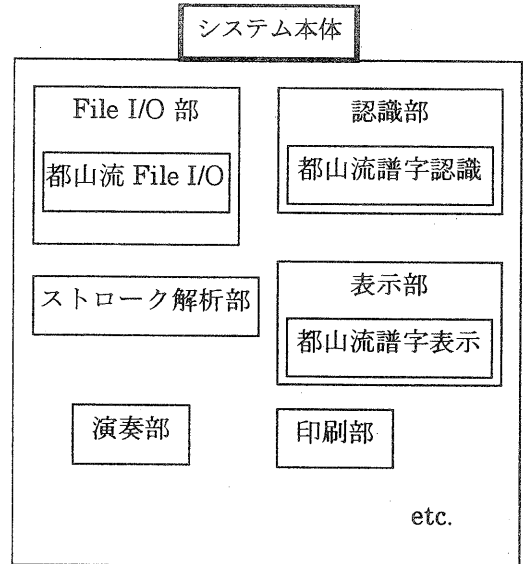 システム本体
File I/O 部
都山流 File I/O
認識部
都山流譜字認識
ストローク解析部
表示部
都山流譜字表示
演奏部
印刷部
etc.